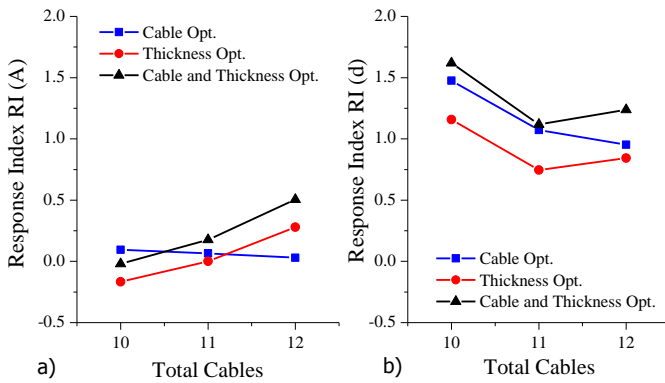 2.0
1.5
1.0
0.5
0.0
-0.5
Response Index RI (A)
Cable Opt.
Thickness Opt.
Cable and Thickness Opt.
10 11 12
a) Total Cables
2.0
1.5
1.0
0.5
0.0
-0.5
Response Index RI (d)
Cable Opt.
Thickness Opt.
Cable and Thickness Opt.
10 11 12
b) Total Cables